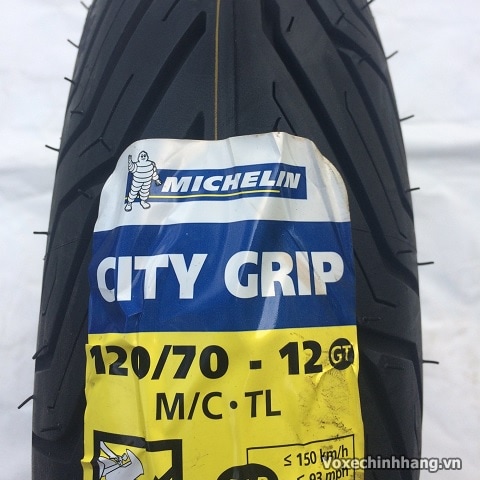 MICHELIN
CITY GRIP
120/70 - 12 GT
M/C • TL
≤ 150 km/h
≤ 93 mph
Voxechinhhang.vn